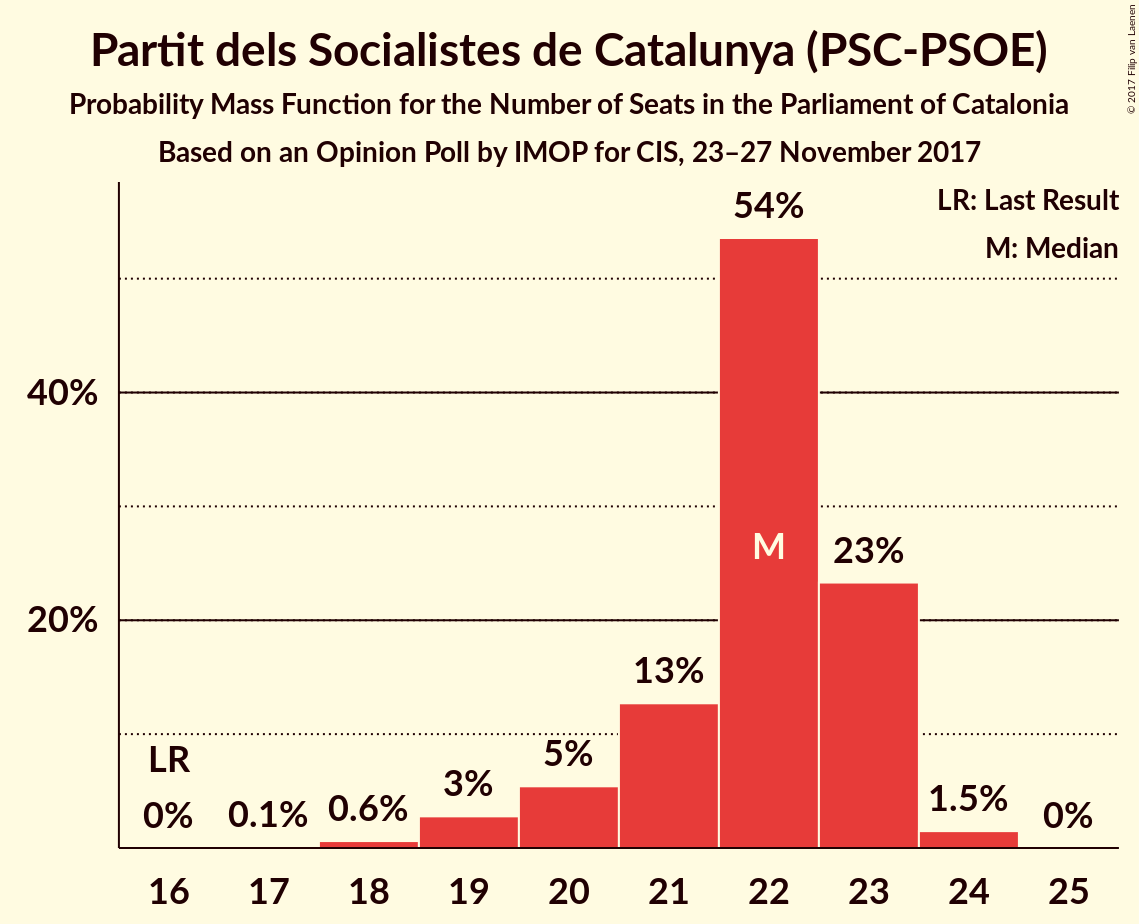 Partit dels Socialistes de Catalunya (PSC-PSOE)
Probability Mass Function for the Number of Seats in the Parliament of Catalonia
Based on an Opinion Poll by IMOP for CIS, 23–27 November 2017
© 2017 Filip van Laenen
LR: Last Result
M: Median
54%
40%
M
23%
20%
13%
LR
5%
3%
0%
0.1%
0.6%
1.5%
0%
16 17 18 19 20 21 22 23 24 25